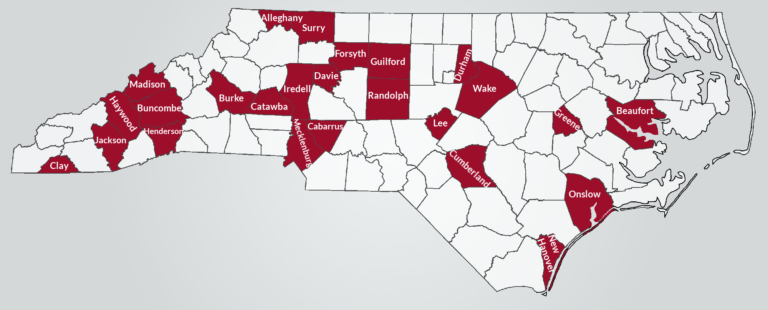 Alleghany
Surry
Forsyth
Guilford
Durham
Madison
Davie
Iredell
Wake
Burke
Catawba
Randolph
Haywood
Buncombe
Beaufort
Greene
Lee
Cabarrus
Mecklenburg
Henderson
Jackson
Clay
Cumberland
Onslow
New
Hanover